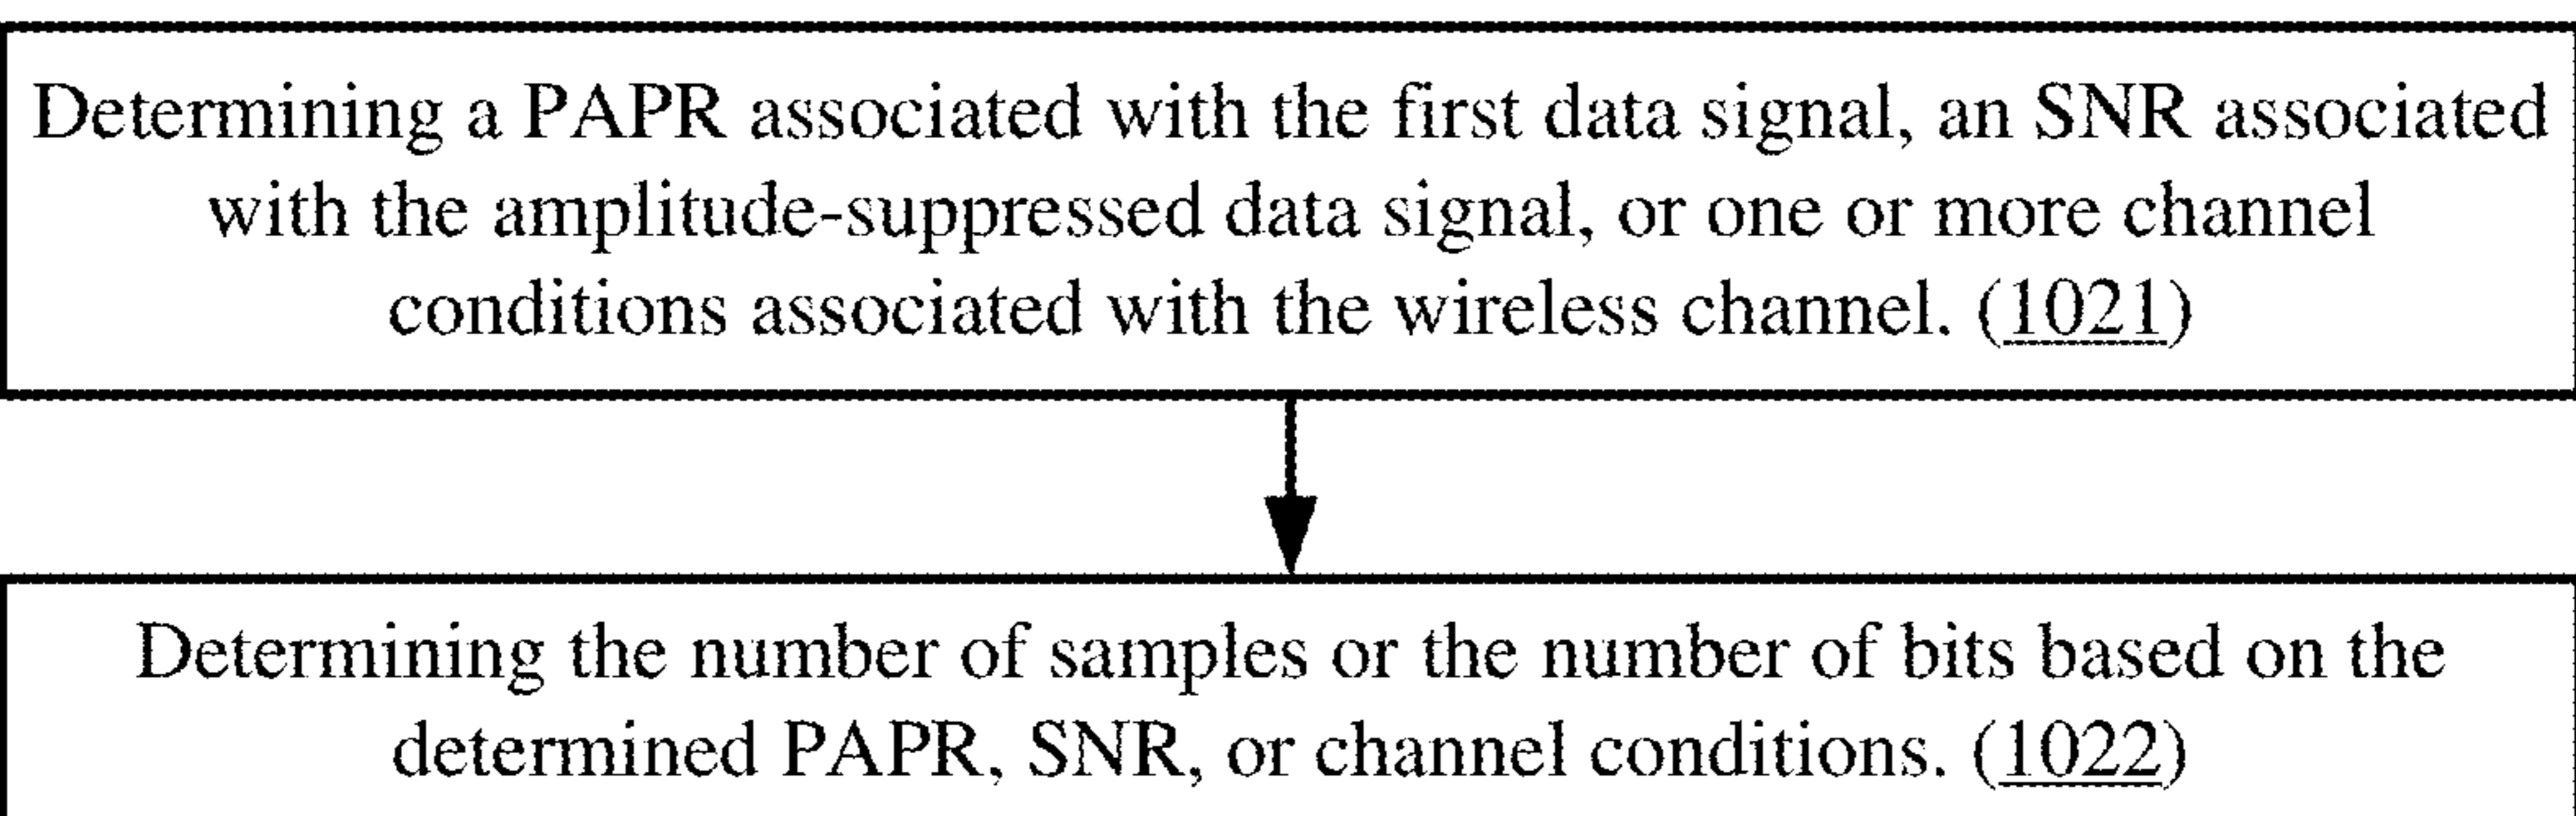 Determining a PAPR associated with the first data signal, an SNR associated
with the amplitude-suppressed data signal, or one or more channel
conditions associated with the wireless channel. (1021)
Determining the number of samples or the number of bits based on the
determined PAPR, SNR, or channel conditions. (1022)